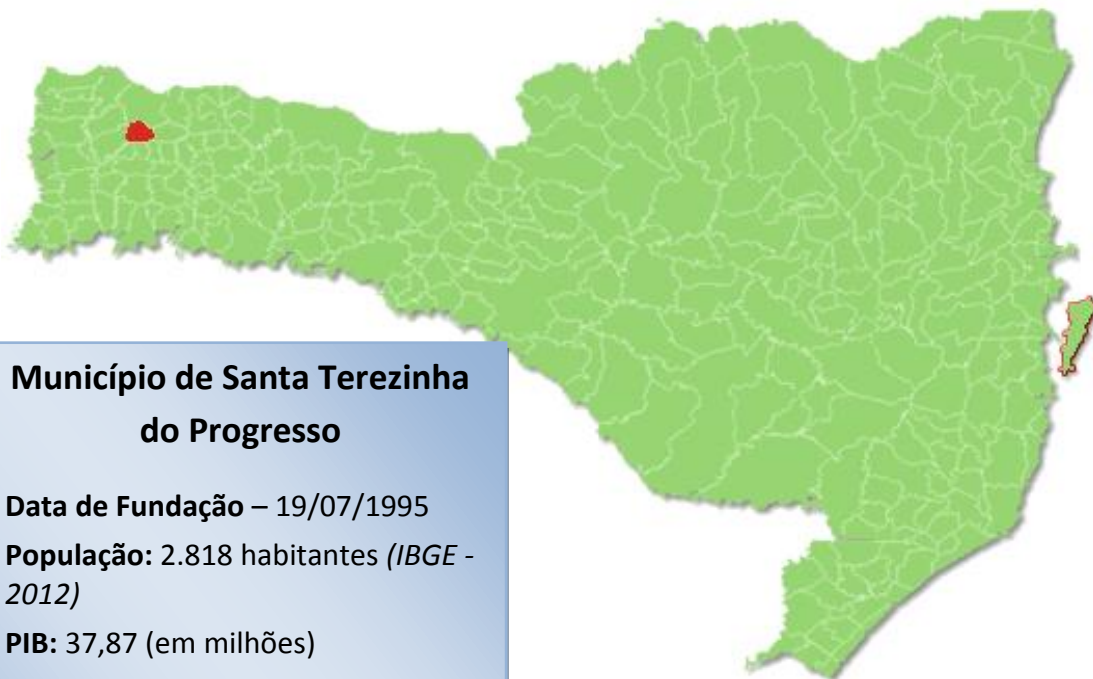 Município de Santa Terezinha
do Progresso
Data de Fundação – 19/07/1995
População: 2.818 habitantes (IBGE -
2012)
PIB: 37,87 (em milhões)